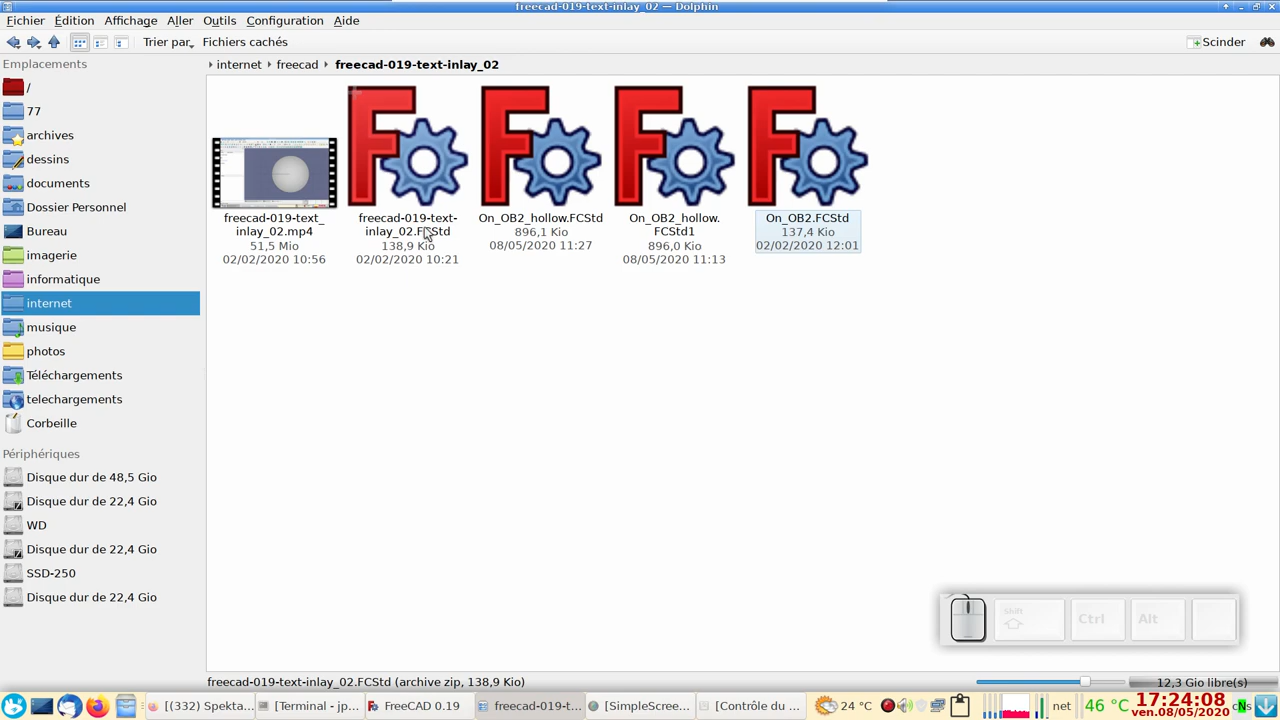 freecad-019-text-inlay_02 — Dolphin
Fichier Édition Affichage Aller Outils Configuration Aide
Trier par Fichiers cachés Scinder
Emplacements
internet freecad freecad-019-text-inlay_02
/
77
archives
dessins
documents
Dossier Personnel
Bureau
imagerie
informatique
internet
musique
photos
Téléchargements
telechargements
Corbeille
Périphériques
Disque dur de 48,5 Gio
Disque dur de 22,4 Gio
WD
Disque dur de 22,4 Gio
SSD-250
Disque dur de 22,4 Gio
freecad-019-text_
inlay_02.mp4
51,5 Mio
02/02/2020 10:56
freecad-019-text-
inlay_02.FCStd
138,9 Kio
02/02/2020 10:21
On_OB2_hollow.FCStd
896,1 Kio
08/05/2020 11:27
On_OB2_hollow.
FCStd1
896,0 Kio
08/05/2020 11:13
On_OB2.FCStd
137,4 Kio
02/02/2020 12:01
Shift
Ctrl
Alt
freecad-019-text-inlay_02.FCStd (archive zip, 138,9 Kio)
12,3 Gio libre(s)
[(332) Spekta...
[Terminal - jp...
FreeCAD 0.19
freecad-019-t...
[SimpleScree...
[Contrôle du ...
24 °C
net
46 °C
17:24:08
ven.08/05/2020